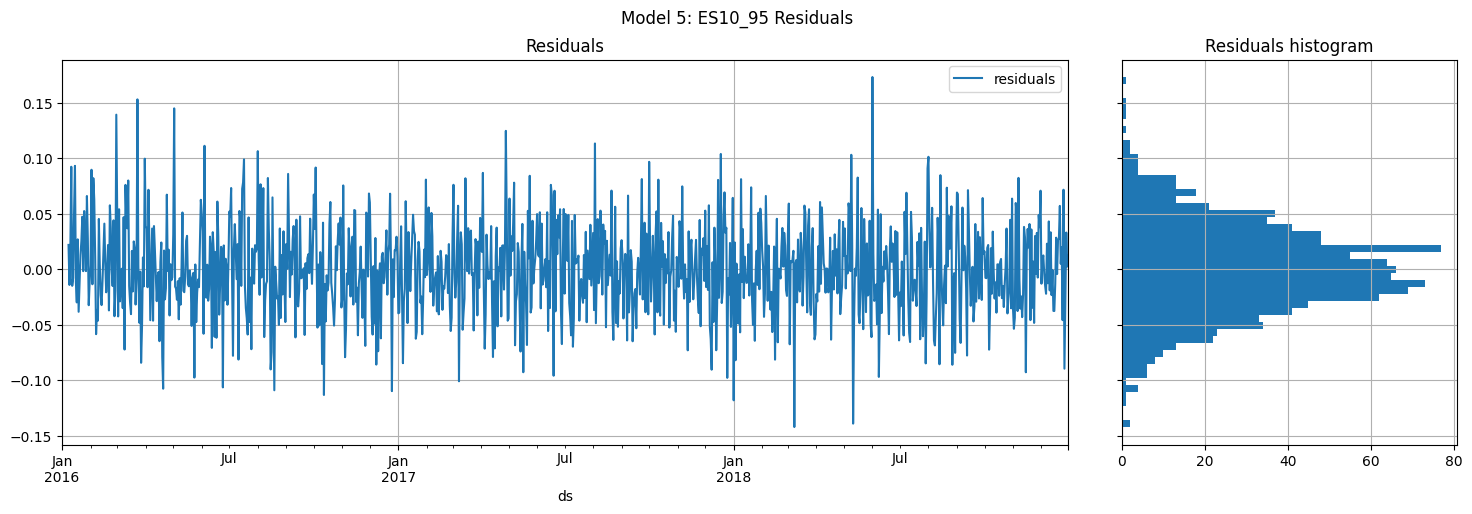 Model 5: ES10_95 Residuals
Residuals
residuals
0.15
0.10
0.05
0.00
−0.05
−0.10
−0.15
Jan
2016
Jul
Jan
2017
Jul
Jan
2018
Jul
ds
Residuals histogram
0
20
40
60
80